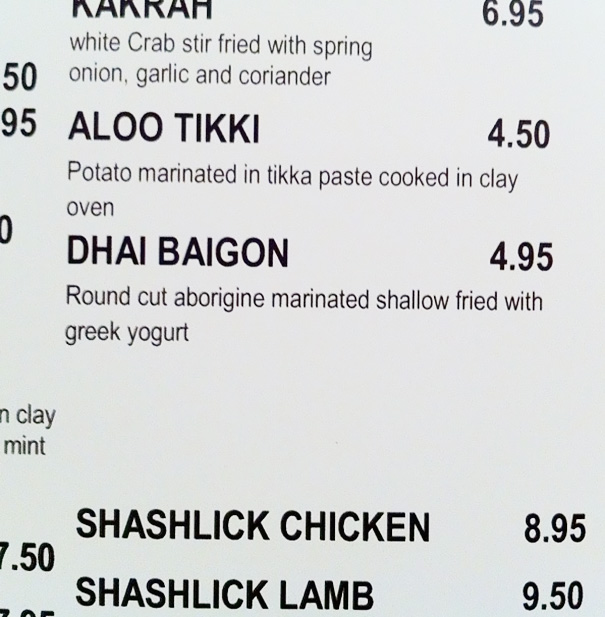 KAKRAH 6.95
white Crab stir fried with spring
50 onion, garlic and coriander
95 ALOO TIKKI 4.50
Potato marinated in tikka paste cooked in clay
oven
0
DHAI BAIGON 4.95
Round cut aborigine marinated shallow fried with
greek yogurt
n clay
mint
SHASHLICK CHICKEN 8.95
7.50
SHASHLICK LAMB 9.50